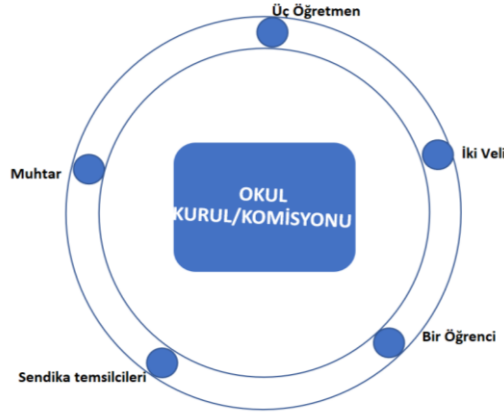 Üç Öğretmen
İki Veli
Muhtar
OKUL
KURUL/KOMİSYONU
Bir Öğrenci
Sendika temsilcileri